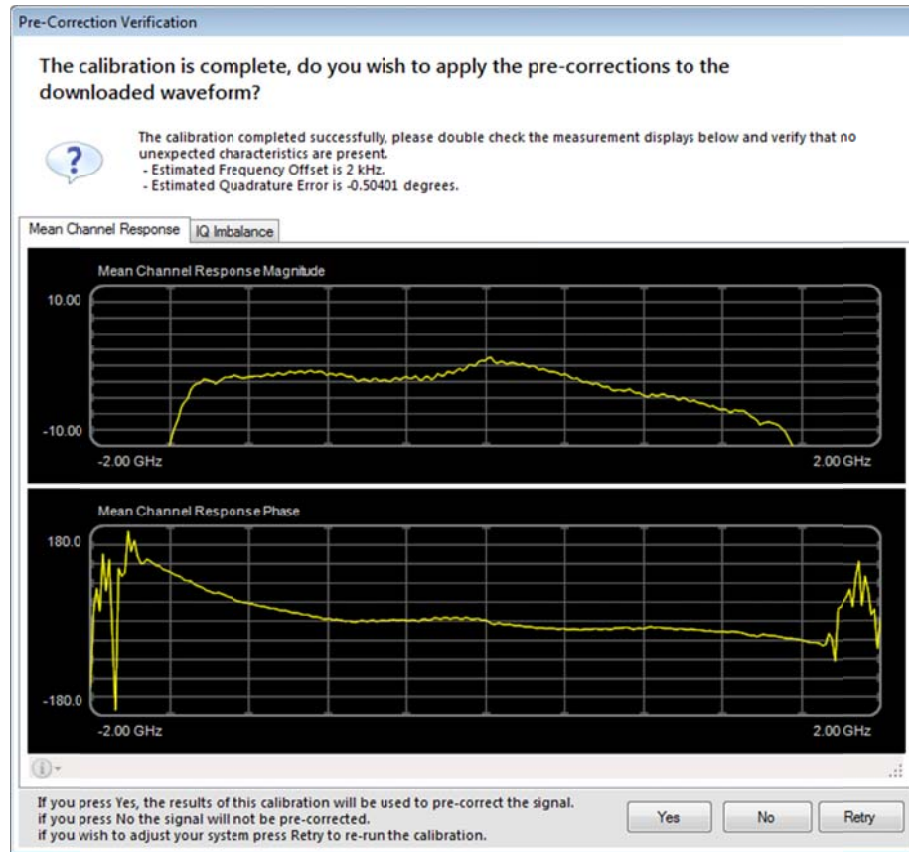 Pre-Correction Verification
The calibration is complete, do you wish to apply the pre-corrections to the
downloaded waveform?
The calibration completed successfully, please double check the measurement displays below and verify that no
unexpected characteristics are present.
- Estimated Frequency Offset is 2 kHz.
- Estimated Quadrature Error is -0.50401 degrees.
Mean Channel Response
IQ Imbalance
Mean Channel Response Magnitude
10.00
-10.00
-2.00 GHz
2.00 GHz
Mean Channel Response Phase
180.0
-180.0
-2.00 GHz
2.00 GHz
If you press Yes, the results of this calibration will be used to pre-correct the signal.
if you press No the signal will not be pre-corrected.
if you wish to adjust your system press Retry to re-run the calibration.
Yes
No
Retry